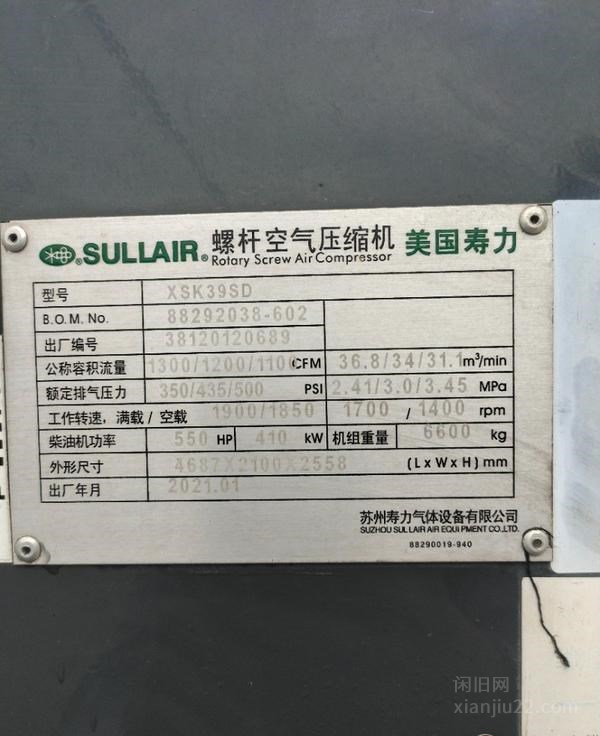 SULLAIR® 螺杆空气压缩机 美国寿力
Rotary Screw Air Compressor
型号 XSK39SD
B.O.M. No. 88292038-602
出厂编号 38120120689
公称容积流量 1300/1200/1100 CFM 36.8/34/31.1 m³/min
额定排气压力 350/435/500 PSI 2.41/3.0/3.45 MPa
工作转速，满载 / 空载 1900/1850 1700 / 1400 rpm
柴油机功率 550 HP 410 kW 机组重量 6600 kg
外形尺寸 4687X2100X2558 (L x W x H) mm
出厂年月 2021.01
苏州寿力气体设备有限公司
SUZHOU SULLAIR AIR EQUIPMENT CO.,LTD.
88290019-940
闲旧网
xianjiu22.com